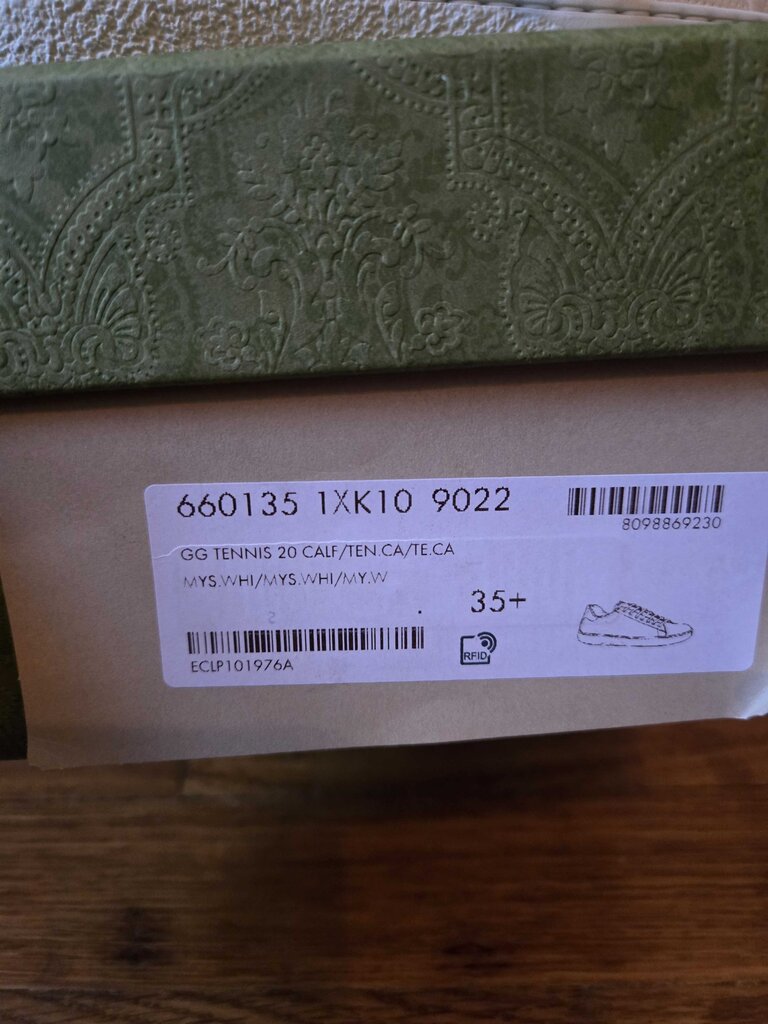 660135 1XK10 9022
8098869230
GG TENNIS 20 CALF/TEN.CA/TE.CA
MYS.WHI/MYS.WHI/MY.W
35+
ECLP101976A
RFID